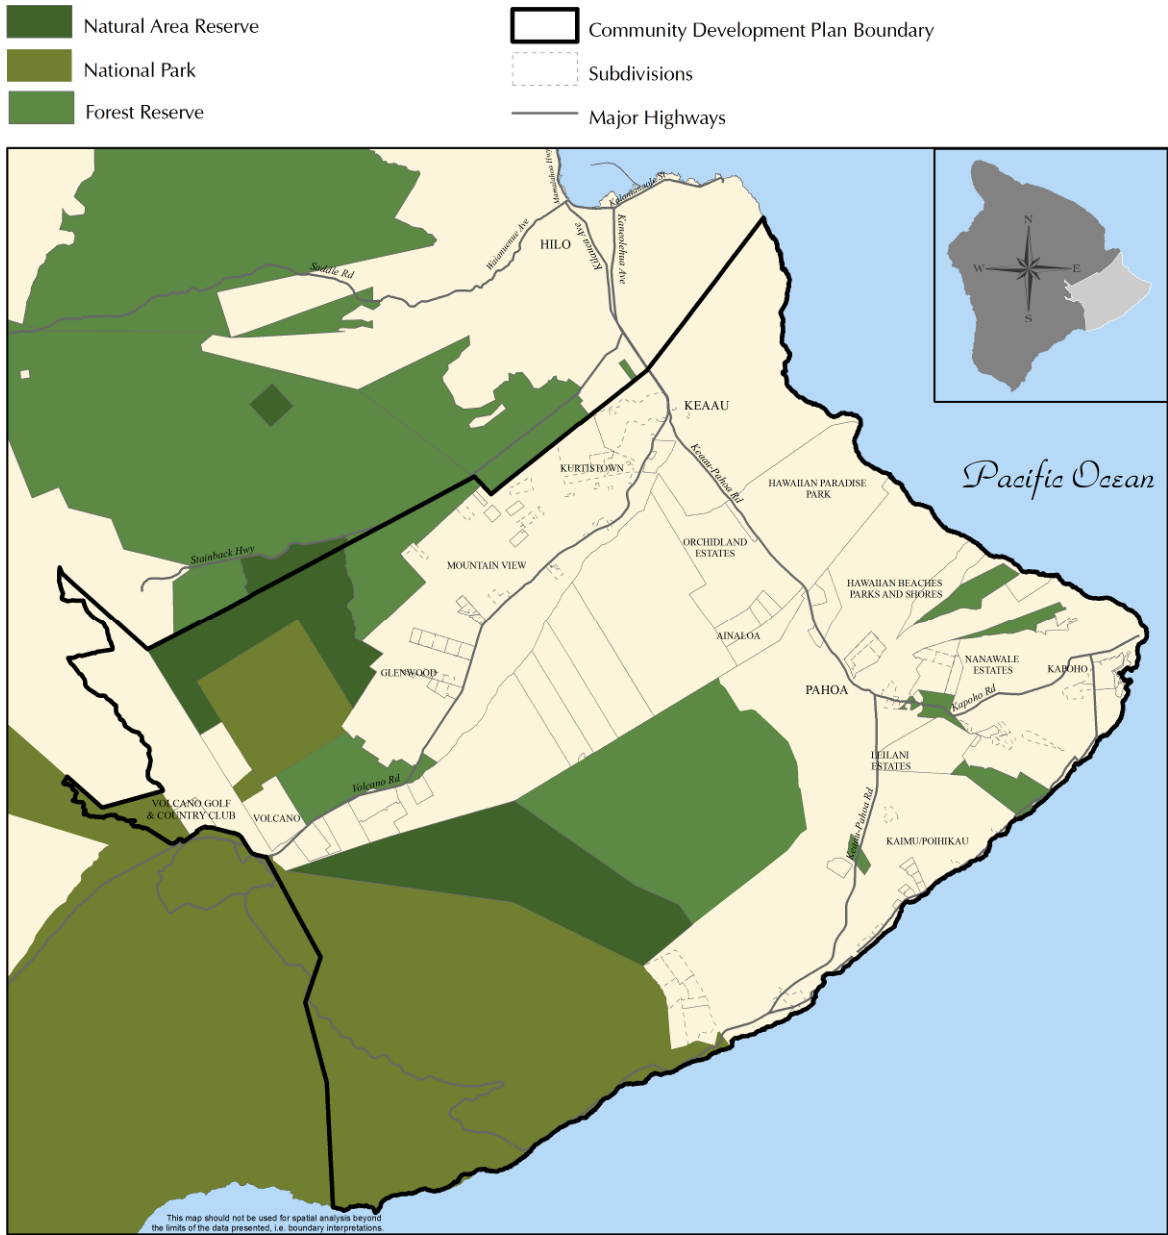 Natural Area Reserve
National Park
Forest Reserve
Community Development Plan Boundary
Subdivisions
Major Highways
Mamalahoa Hwy
Kalanianaole St
Waianuenue Ave
HILO
Kilauea Ave
Kanoelehua Ave
Saddle Rd
N
W
E
S
KEAAU
KURTISTOWN
Keaau-Pahoa Rd
HAWAIIAN PARADISE
PARK
Pacific Ocean
Stainback Hwy
ORCHIDLAND
ESTATES
MOUNTAIN VIEW
HAWAIIAN BEACHES
PARKS AND SHORES
AINALOA
GLENWOOD
NANAWALE
ESTATES
KAPOHO
PAHOA
Kapoho Rd
LEILANI
ESTATES
Volcano Rd
VOLCANO GOLF
& COUNTRY CLUB
VOLCANO
Keaau-Pahoa Rd
KAIMU/POIHIKAU
This map should not be used for spatial analysis beyond
the limits of the data presented, i.e. boundary interpretations.